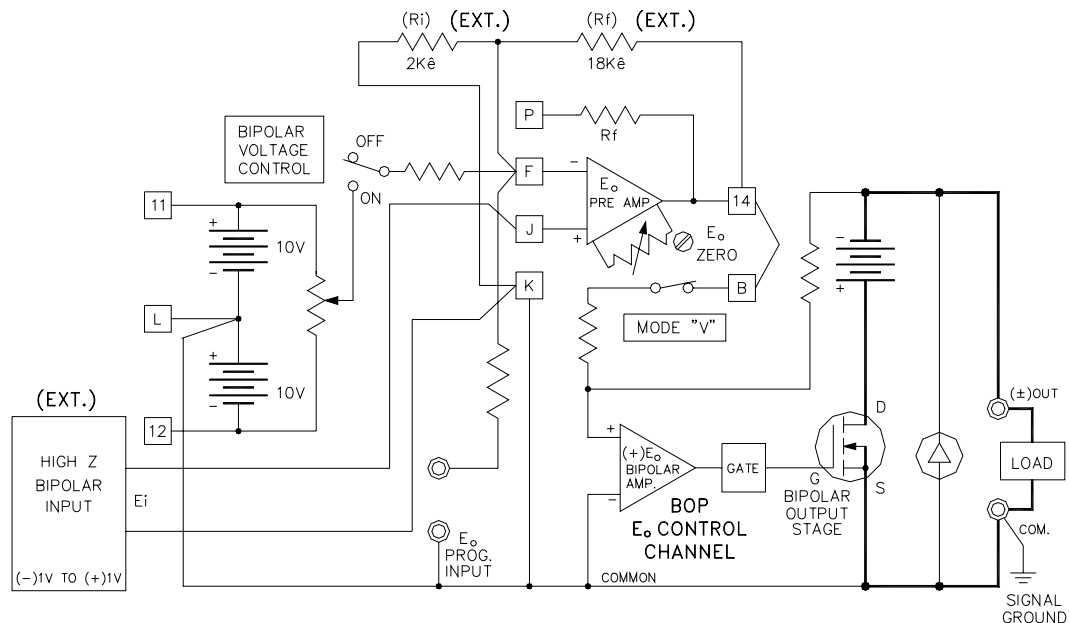 (Ri) (EXT.) (Rf) (EXT.)
2Kê 18Kê
P
Rf
BIPOLAR
VOLTAGE
CONTROL
OFF
ON
F
−
Eo
PRE AMP.
14
11
+
10V
−
J
+
Eo
ZERO
K
B
MODE "V"
−
+
L
+
10V
−
12
(EXT.)
HIGH Z
BIPOLAR
INPUT
Ei
(−)1V TO (+)1V
Eo
PROG.
INPUT
+
(+)Eo
BIPOLAR
AMP.
−
GATE
BOP
Eo CONTROL
CHANNEL
D
G
S
BIPOLAR
OUTPUT
STAGE
(±)OUT
LOAD
COM.
COMMON
SIGNAL
GROUND